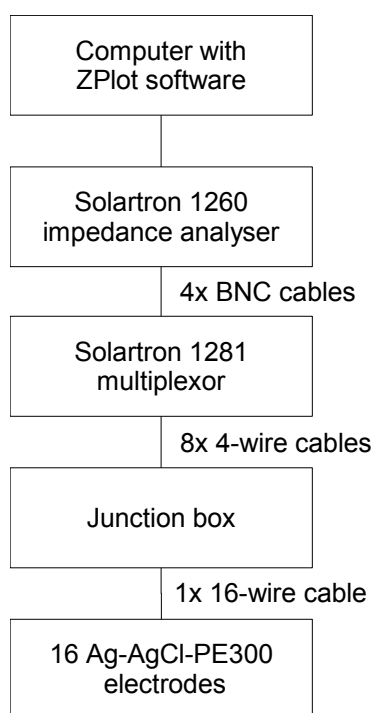 Computer with
ZPlot software
Solartron 1260
impedance analyser
4x BNC cables
Solartron 1281
multiplexor
8x 4-wire cables
Junction box
1x 16-wire cable
16 Ag-AgCl-PE300
electrodes